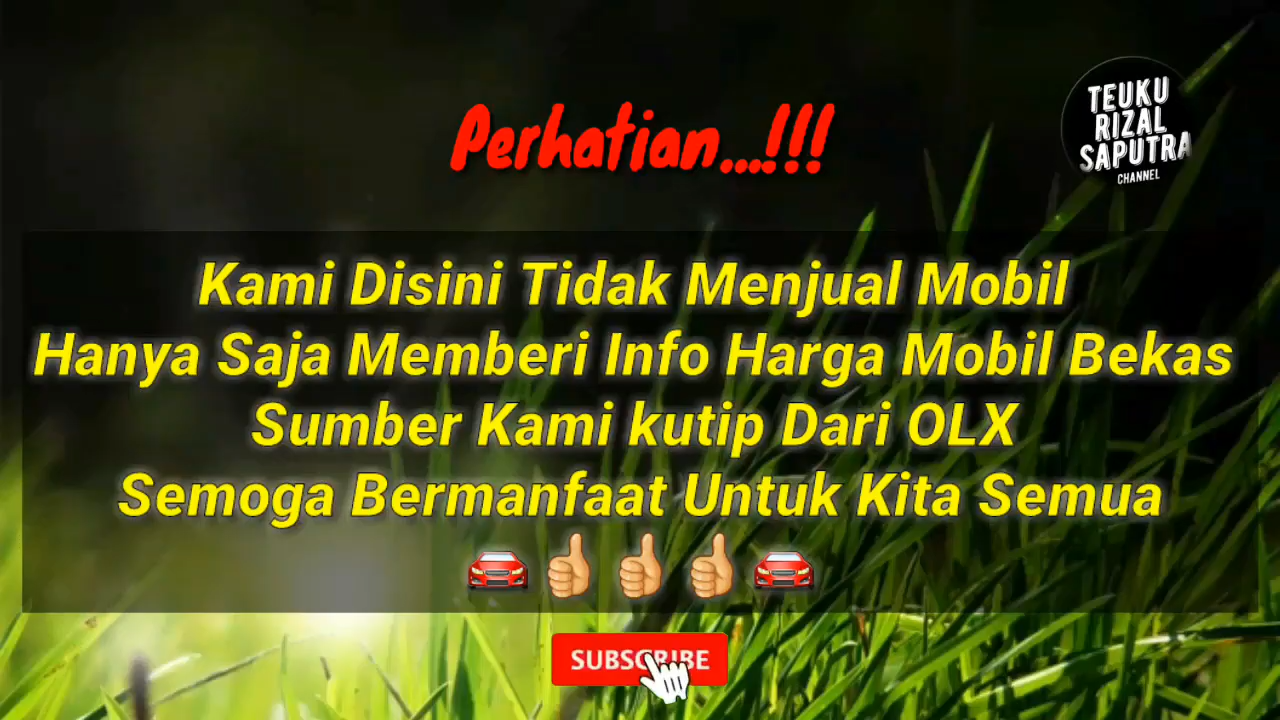 Perhatian...!!!
TEUKU
RIZAL
SAPUTRA
CHANNEL
Kami Disini Tidak Menjual Mobil
Hanya Saja Memberi Info Harga Mobil Bekas
Sumber Kami kutip Dari OLX
Semoga Bermanfaat Untuk Kita Semua
🚘👍👍👍🚘
SUBSCRIBE